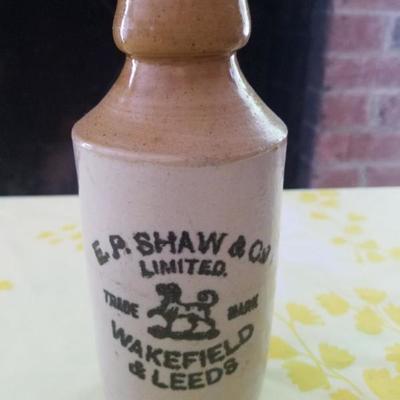 E.P. SHAW & CO
LIMITED.
TRADE MARK
WAKEFIELD
& LEEDS